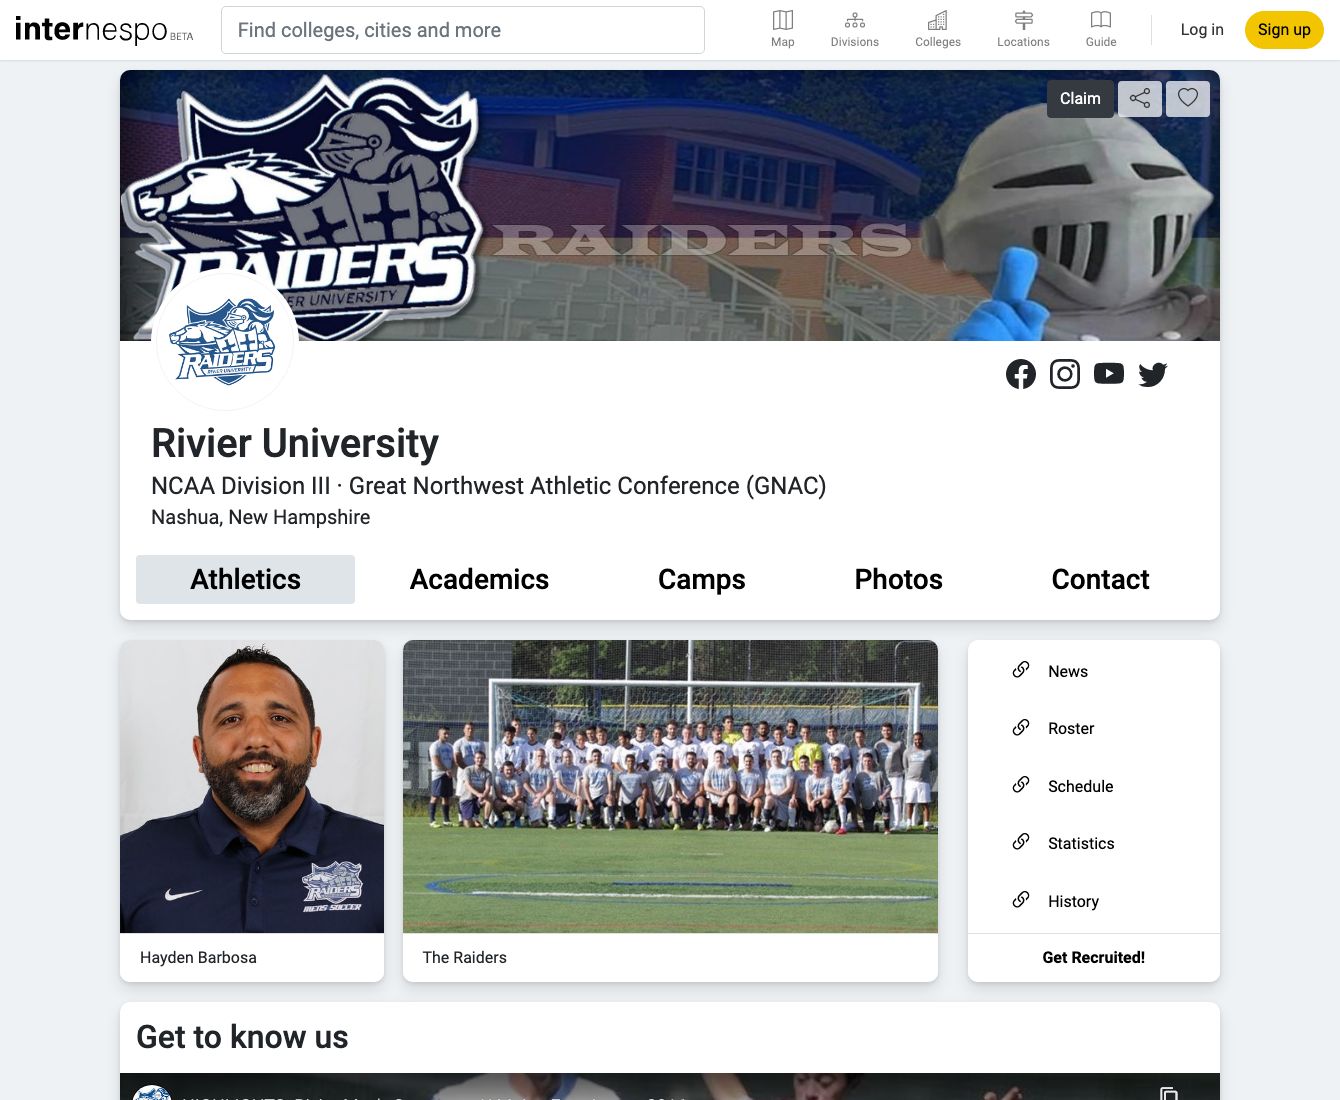 internespo BETA
Find colleges, cities and more
Map
Divisions
Colleges
Locations
Guide
Log in
Sign up
Claim
RAIDERS
RAIDERS
RIVER UNIVERSITY
RAIDERS
RIVIER UNIVERSITY
Rivier University
NCAA Division III · Great Northwest Athletic Conference (GNAC)
Nashua, New Hampshire
Athletics
Academics
Camps
Photos
Contact
RAIDERS
MENS SOCCER
Hayden Barbosa
The Raiders
News
Roster
Schedule
Statistics
History
Get Recruited!
Get to know us